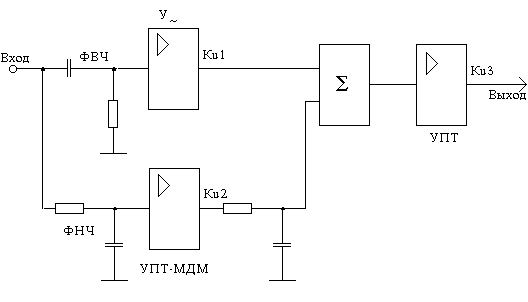 У~
Вход
ФВЧ
Ku1
Σ
Ku3
Выход
УПТ
Ku2
ФНЧ
УПТ-МДМ